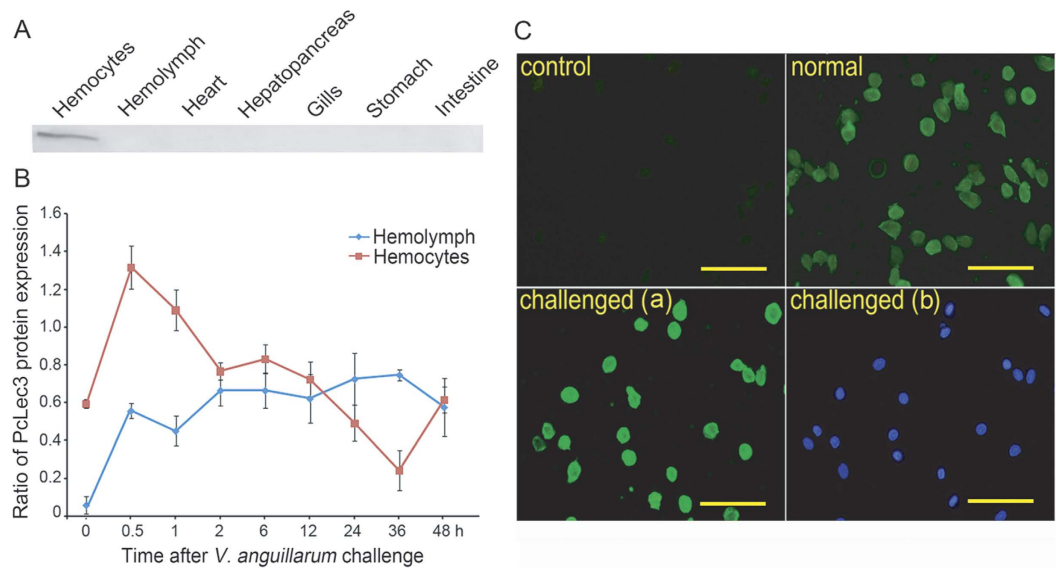 A
Hemocytes
Hemolymph
Heart
Hepatopancreas
Gills
Stomach
Intestine
B
Ratio of PcLec3 protein expression
1.6
1.4
1.2
1.0
0.8
0.6
0.4
0.2
0
Hemolymph
Hemocytes
0 0.5 1 2 6 12 24 36 48 h
Time after V. anguillarum challenge
C
control
normal
challenged (a)
challenged (b)